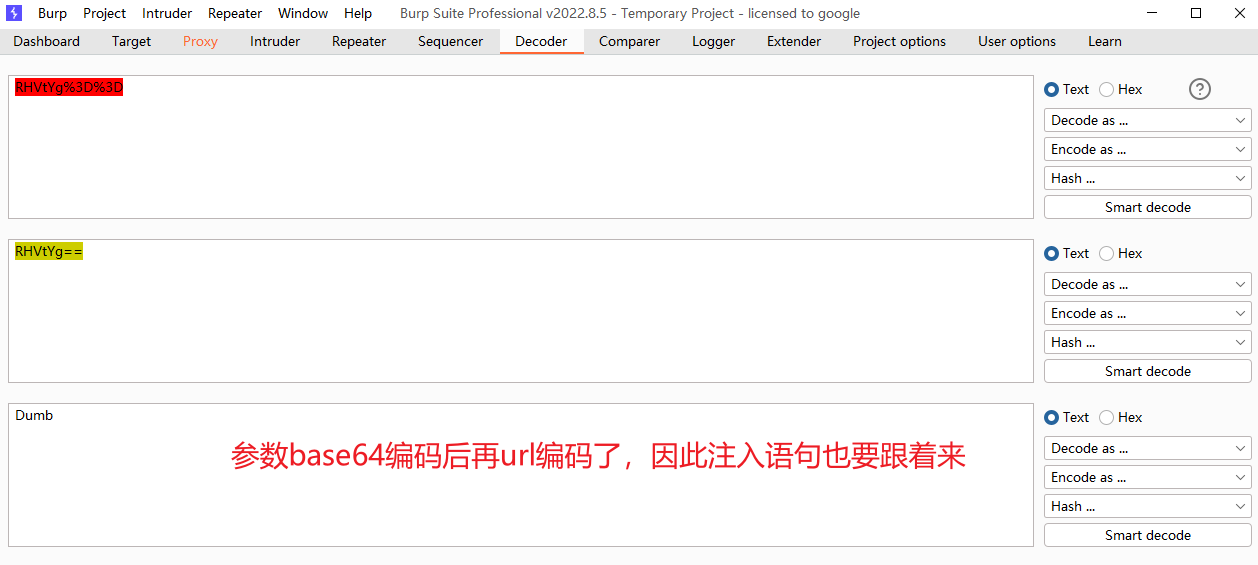 Burp Project Intruder Repeater Window Help Burp Suite Professional v2022.8.5 - Temporary Project - licensed to google
Dashboard Target Proxy Intruder Repeater Sequencer Decoder Comparer Logger Extender Project options User options Learn
RHVtYg%3D%3D
Text Hex ?
Decode as ...
Encode as ...
Hash ...
Smart decode
RHVtYg==
Text Hex
Decode as ...
Encode as ...
Hash ...
Smart decode
Dumb
Text Hex
参数base64编码后再url编码了，因此注入语句也要跟着来
Decode as ...
Encode as ...
Hash ...
Smart decode